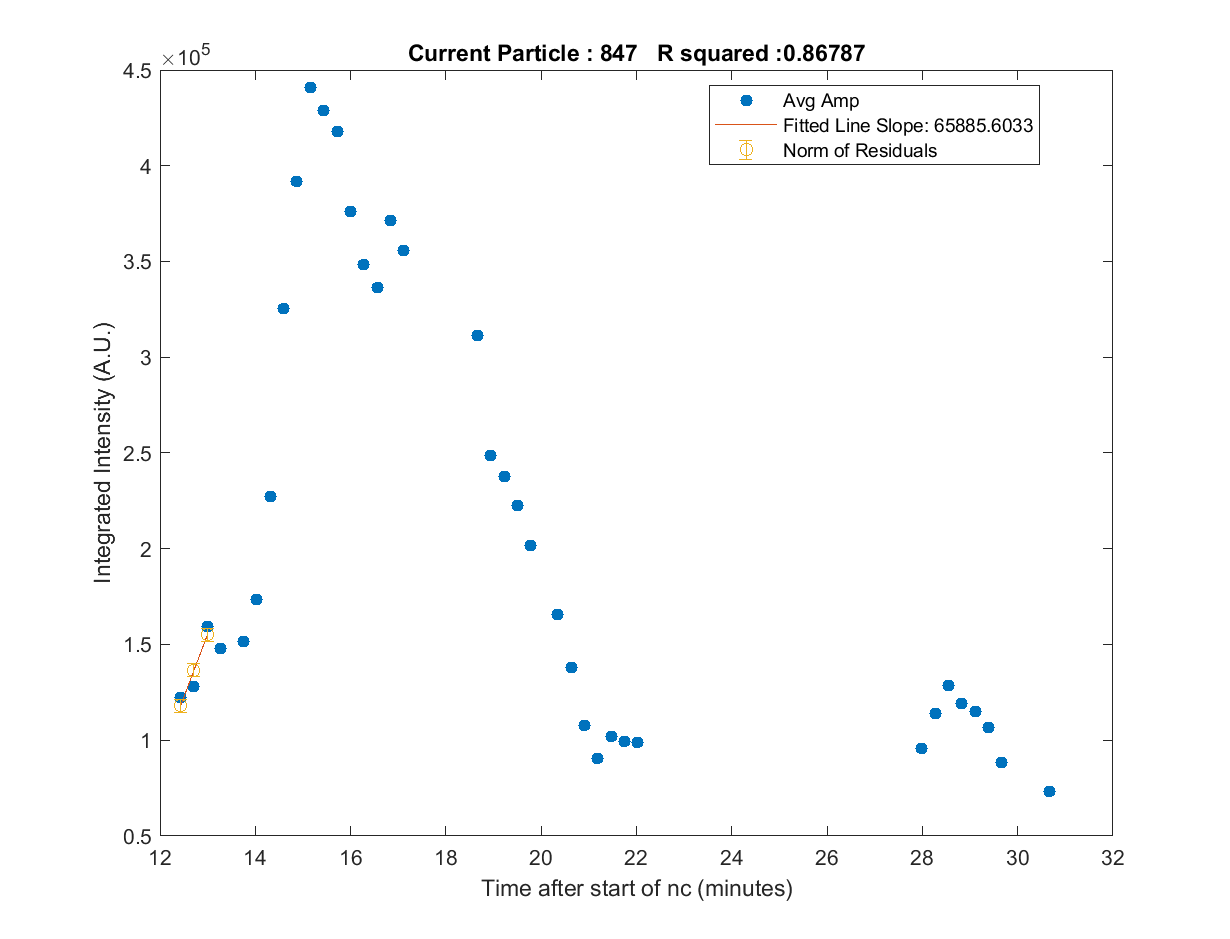 Current Particle : 847 R squared :0.86787
×10⁵
4.5
4
3.5
3
2.5
2
1.5
1
0.5
12 14 16 18 20 22 24 26 28 30 32
Time after start of nc (minutes)
Integrated Intensity (A.U.)
Avg Amp
Fitted Line Slope: 65885.6033
Norm of Residuals